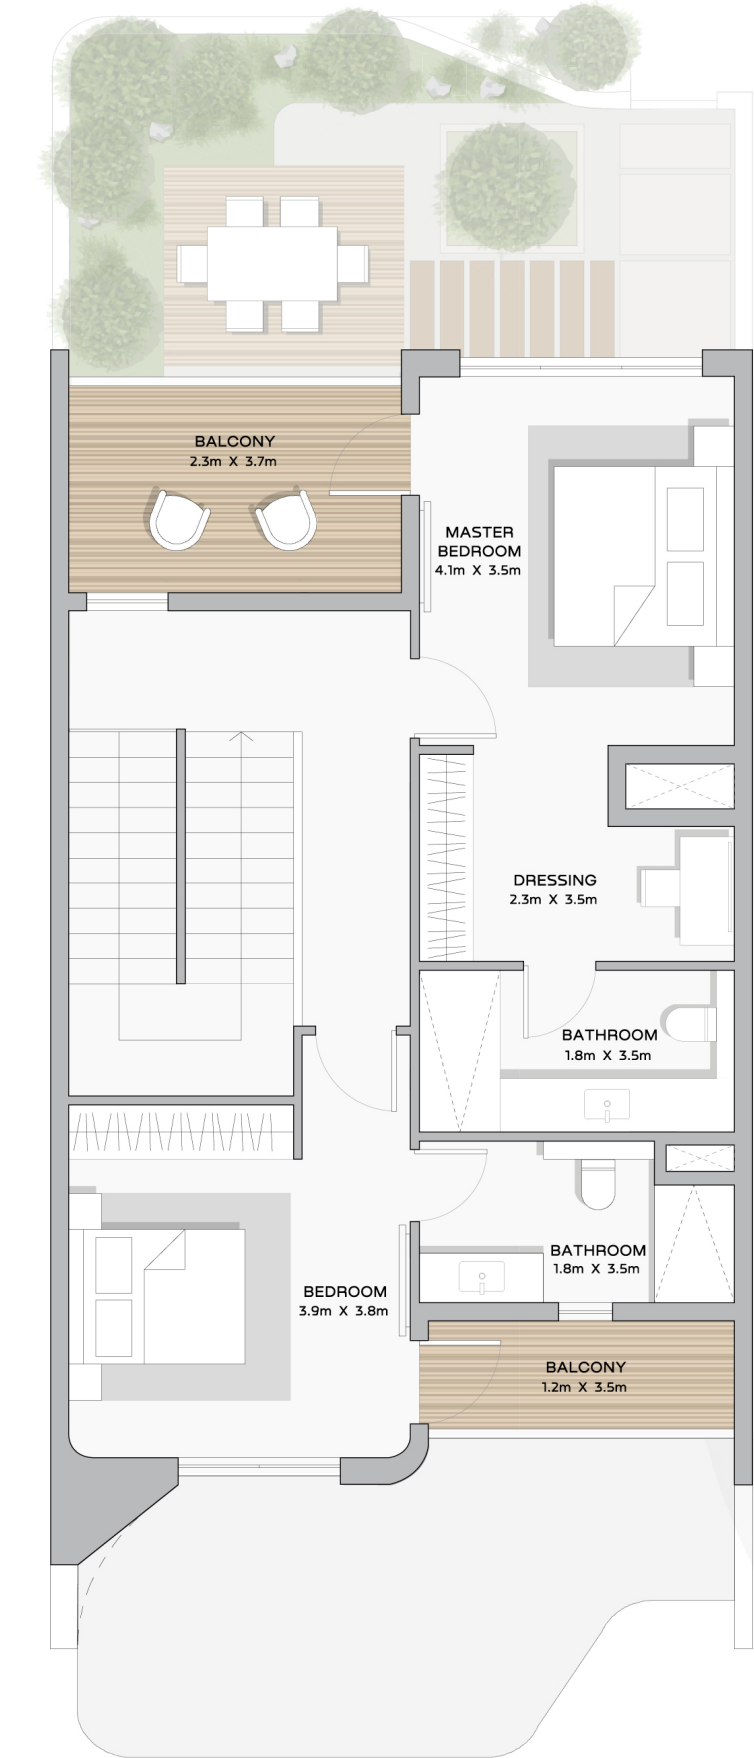 BALCONY
2.3m X 3.7m
MASTER
BEDROOM
4.1m X 3.5m
DRESSING
2.3m X 3.5m
BATHROOM
1.8m X 3.5m
BATHROOM
1.8m X 3.5m
BEDROOM
3.9m X 3.8m
BALCONY
1.2m X 3.5m